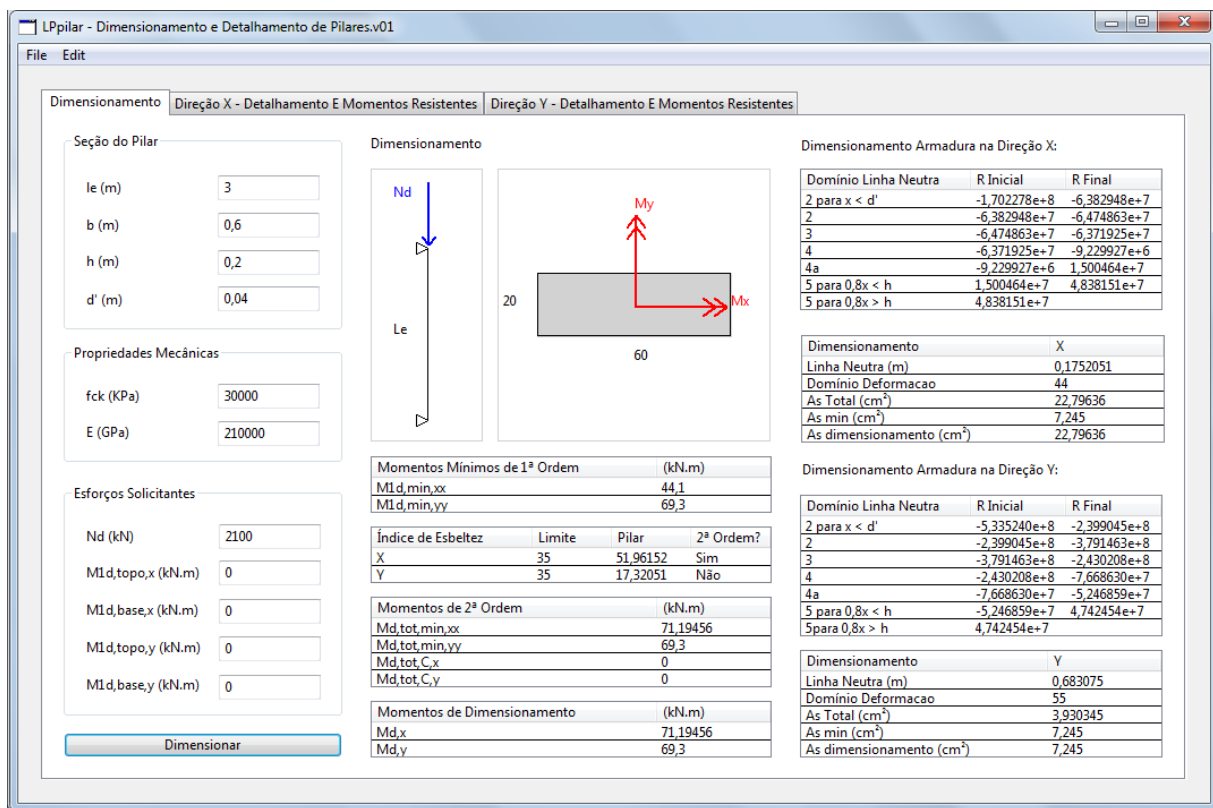 LPpilar - Dimensionamento e Detalhamento de Pilares.v01
File Edit
Dimensionamento Direção X - Detalhamento E Momentos Resistentes Direção Y - Detalhamento E Momentos Resistentes
Seção do Pilar
le (m) 3
b (m) 0,6
h (m) 0,2
d' (m) 0,04
Propriedades Mecânicas
fck (KPa) 30000
E (GPa) 210000
Esforços Solicitantes
Nd (kN) 2100
M1d,topo,x (kN.m) 0
M1d,base,x (kN.m) 0
M1d,topo,y (kN.m) 0
M1d,base,y (kN.m) 0
Dimensionar
Dimensionamento
Nd
Le
My
Mx
20
60
Momentos Mínimos de 1ª Ordem (kN.m)
M1d,min,xx 44,1
M1d,min,yy 69,3
Índice de Esbeltez Limite Pilar 2ª Ordem?
X 35 51,96152 Sim
Y 35 17,32051 Não
Momentos de 2ª Ordem (kN.m)
Md,tot,min,xx 71,19456
Md,tot,min,yy 69,3
Md,tot,C,x 0
Md,tot,C,y 0
Momentos de Dimensionamento (kN.m)
Md,x 71,19456
Md,y 69,3
Dimensionamento Armadura na Direção X:
Domínio Linha Neutra R Inicial R Final
2 para x < d' -1,702278e+8 -6,382948e+7
2 -6,382948e+7 -6,474863e+7
3 -6,474863e+7 -6,371925e+7
4 -6,371925e+7 -9,229927e+6
4a -9,229927e+6 1,500464e+7
5 para 0,8x < h 1,500464e+7 4,838151e+7
5 para 0,8x > h 4,838151e+7
Dimensionamento X
Linha Neutra (m) 0,1752051
Domínio Deformacao 44
As Total (cm²) 22,79636
As min (cm²) 7,245
As dimensionamento (cm²) 22,79636
Dimensionamento Armadura na Direção Y:
Domínio Linha Neutra R Inicial R Final
2 para x < d' -5,335240e+8 -2,399045e+8
2 -2,399045e+8 -3,791463e+8
3 -3,791463e+8 -2,430208e+8
4 -2,430208e+8 -7,668630e+7
4a -7,668630e+7 -5,246859e+7
5 para 0,8x < h -5,246859e+7 4,742454e+7
5para 0,8x > h 4,742454e+7
Dimensionamento Y
Linha Neutra (m) 0,683075
Domínio Deformacao 55
As Total (cm²) 3,930345
As min (cm²) 7,245
As dimensionamento (cm²) 7,245